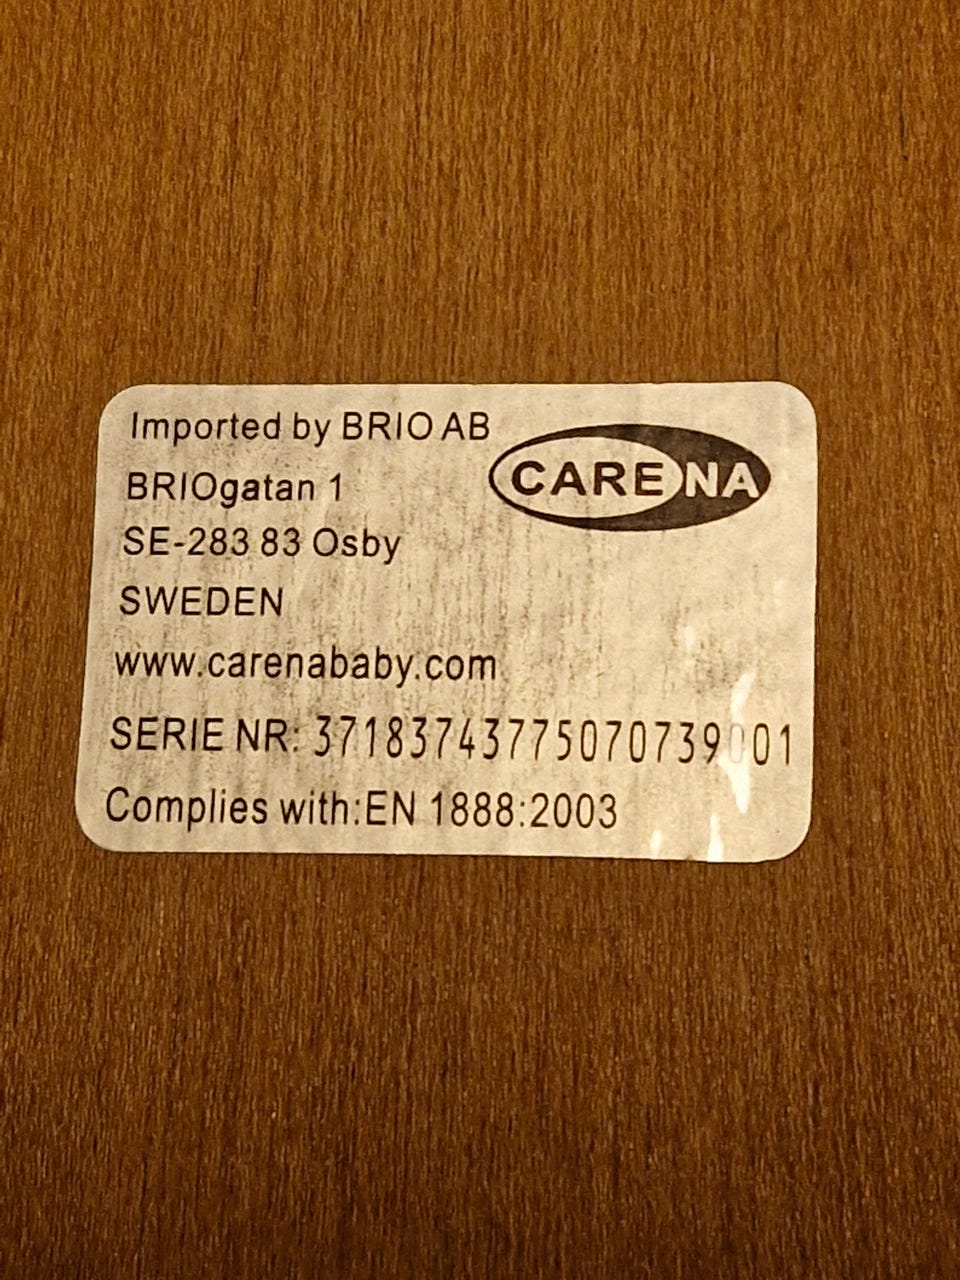 Imported by BRIO AB
CARENA
BRIOgatan 1
SE-283 83 Osby
SWEDEN
www.carenababy.com
SERIE NR: 37183743775070739001
Complies with:EN 1888:2003